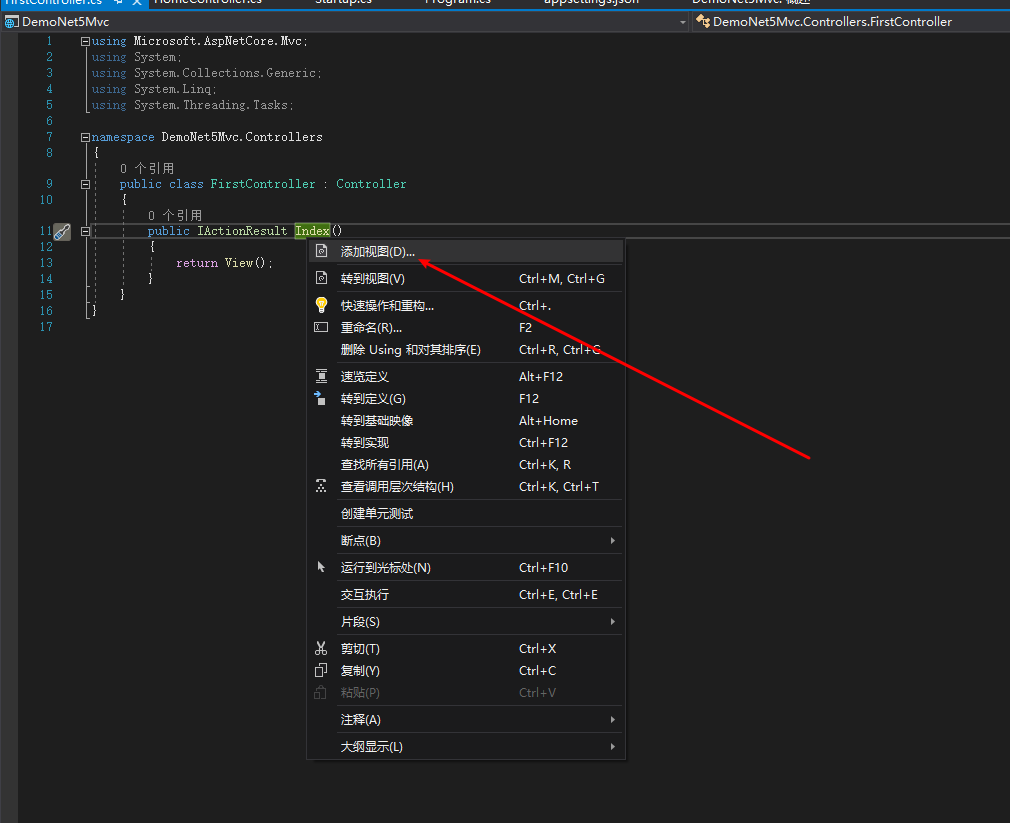 FirstController.cs HomeController.cs Startup.cs Program.cs appsettings.json DemoNet5Mvc: 概述
DemoNet5Mvc DemoNet5Mvc.Controllers.FirstController
1 using Microsoft.AspNetCore.Mvc;
2 using System;
3 using System.Collections.Generic;
4 using System.Linq;
5 using System.Threading.Tasks;
6
7 namespace DemoNet5Mvc.Controllers
8 {
0 个引用
9 public class FirstController : Controller
10 {
0 个引用
11 public IActionResult Index()
12 {
13 return View();
14 }
15 }
16 }
17
添加视图(D)...
转到视图(V) Ctrl+M, Ctrl+G
快速操作和重构... Ctrl+.
重命名(R)... F2
删除 Using 和对其排序(E) Ctrl+R, Ctrl+G
速览定义 Alt+F12
转到定义(G) F12
转到基础映像 Alt+Home
转到实现 Ctrl+F12
查找所有引用(A) Ctrl+K, R
查看调用层次结构(H) Ctrl+K, Ctrl+T
创建单元测试
断点(B)
运行到光标处(N) Ctrl+F10
交互执行 Ctrl+E, Ctrl+E
片段(S)
剪切(T) Ctrl+X
复制(Y) Ctrl+C
粘贴(P) Ctrl+V
注释(A)
大纲显示(L)